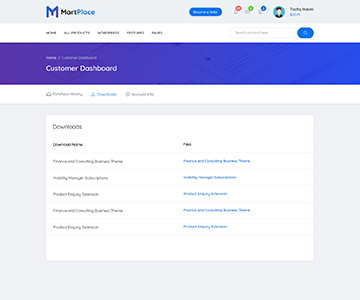 MartPlace
Become a Seller
$20.45
HOME ALL PRODUCTS WORDPRESS FEATURES PAGES
Search Product here..
Home / Customer Dashboard
Customer Dashboard
Purchase History Downloads Account Info
Downloads
Download Name Files
Finance and Consulting Business Theme Finance and Consulting Business Theme
Visibility Manager Subscriptions Visibility Manager Subscriptions
Product Enquiry Extension Product Enquiry Extension
Finance and Consulting Business Theme Finance and Consulting Business Theme
Product Enquiry Extension Product Enquiry Extension